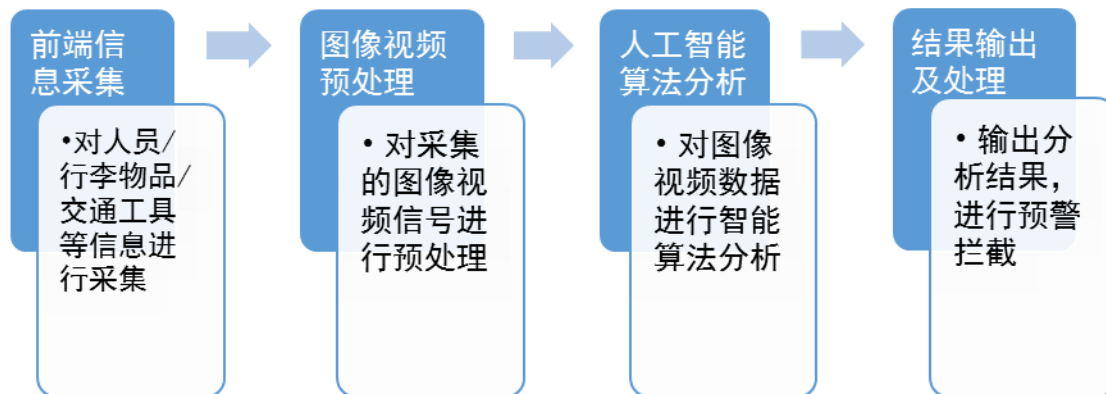 前端信
息采集
•对人员/
行李物品/
交通工具
等信息进
行采集
图像视频
预处理
• 对采集
的图像视
频信号进
行预处理
人工智能
算法分析
• 对图像
视频数据
进行智能
算法分析
结果输出
及处理
• 输出分
析结果，
进行预警
拦截